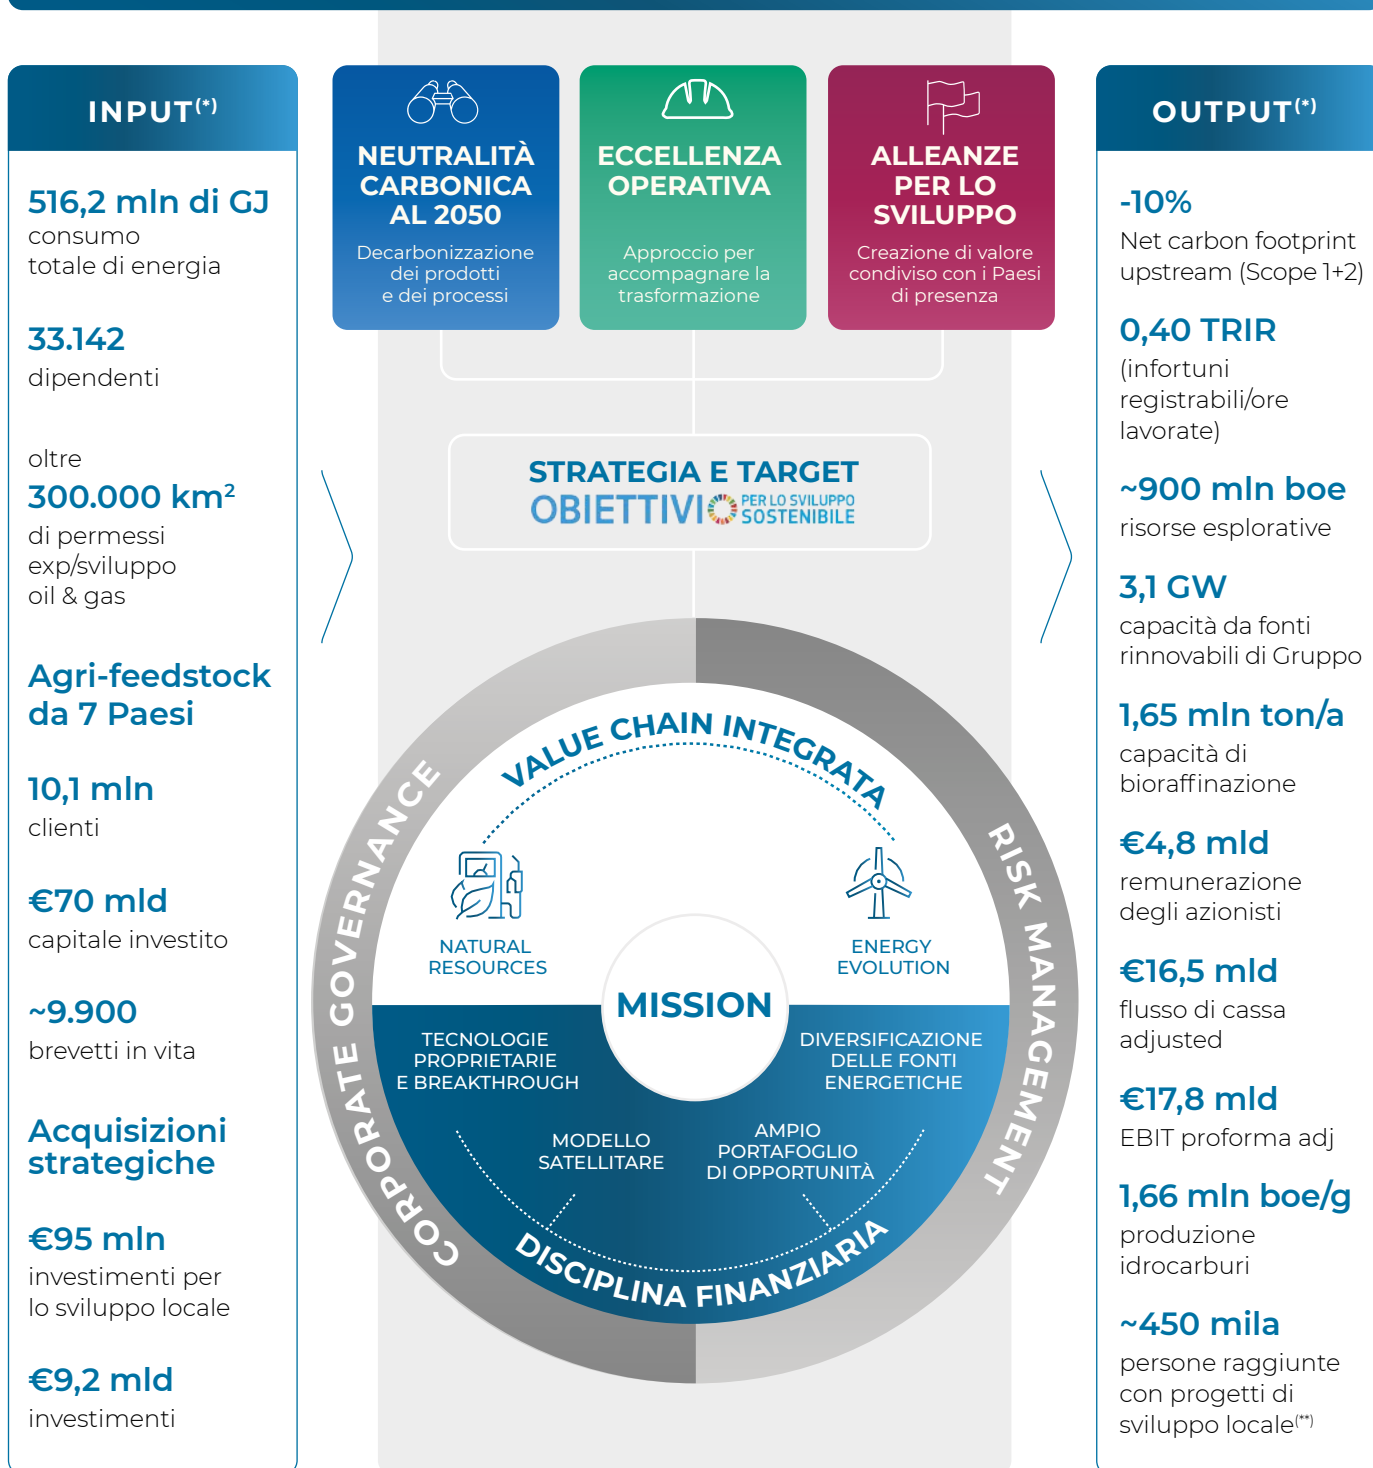 INPUT(*)
516,2 mln di GJ
consumo
totale di energia
33.142
dipendenti
oltre
300.000 km²
di permessi
exp/sviluppo
oil & gas
Agri-feedstock
da 7 Paesi
10,1 mln
clienti
€70 mld
capitale investito
~9.900
brevetti in vita
Acquisizioni
strategiche
€95 mln
investimenti per
lo sviluppo locale
€9,2 mld
investimenti
NEUTRALITÀ
CARBONICA
AL 2050
Decarbonizzazione
dei prodotti
e dei processi
ECCELLENZA
OPERATIVA
Approccio per
accompagnare la
trasformazione
ALLEANZE
PER LO
SVILUPPO
Creazione di valore
condiviso con i Paesi
di presenza
STRATEGIA E TARGET
OBIETTIVI PER LO SVILUPPO
SOSTENIBILE
CORPORATE GOVERNANCE
RISK MANAGEMENT
VALUE CHAIN INTEGRATA
NATURAL
RESOURCES
ENERGY
EVOLUTION
MISSION
TECNOLOGIE
PROPRIETARIE
E BREAKTHROUGH
DIVERSIFICAZIONE
DELLE FONTI
ENERGETICHE
MODELLO
SATELLITARE
AMPIO
PORTAFOGLIO
DI OPPORTUNITÀ
DISCIPLINA FINANZIARIA
OUTPUT(*)
-10%
Net carbon footprint
upstream (Scope 1+2)
0,40 TRIR
(infortuni
registrabili/ore
lavorate)
~900 mln boe
risorse esplorative
3,1 GW
capacità da fonti
rinnovabili di Gruppo
1,65 mln ton/a
capacità di
bioraffinazione
€4,8 mld
remunerazione
degli azionisti
€16,5 mld
flusso di cassa
adjusted
€17,8 mld
EBIT proforma adj
1,66 mln boe/g
produzione
idrocarburi
~450 mila
persone raggiunte
con progetti di
sviluppo locale(**)